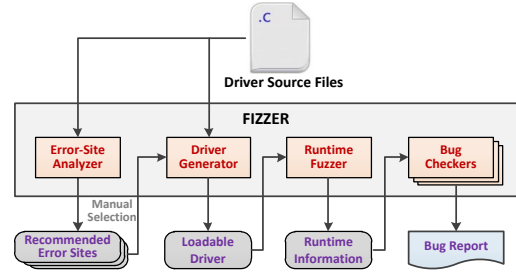 .C
Driver Source Files
FIZZER
Error-Site
Analyzer
Driver
Generator
Runtime
Fuzzer
Bug
Checkers
Manual
Selection
Recommended
Error Sites
Loadable
Driver
Runtime
Information
Bug Report